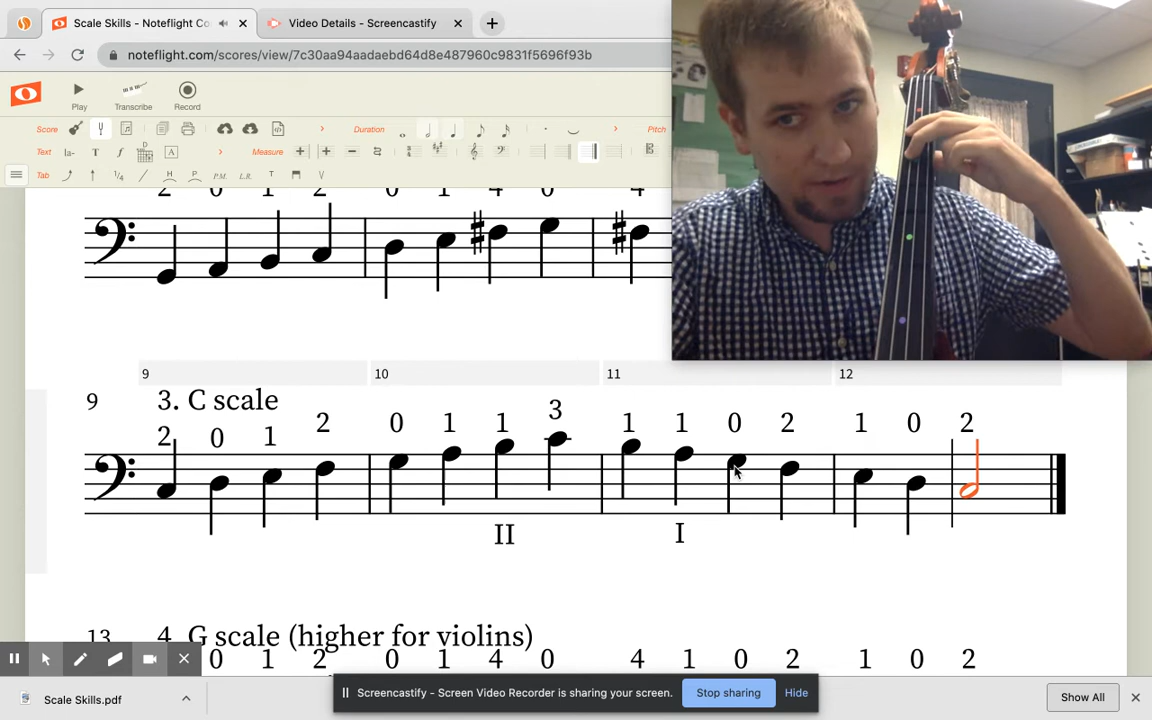 Scale Skills - Noteflight Co
Video Details - Screencastify
noteflight.com/scores/view/7c30aa94aadaebd64d8e487960c9831f5696f93b
Play Transcribe Record
Score Duration Pitch
Text la- T f A Measure
Tab 1/4 H P P.M. L.R. T V
2 0 1 2 0 1 4 0 4
9 10 11 12
9 3. C scale
2 0 1 2 0 1 1 3 1 1 0 2 1 0 2
II I
13 4. G scale (higher for violins)
0 1 2 0 1 4 0 4 1 0 2 1 0 2
Screencastify - Screen Video Recorder is sharing your screen. Stop sharing Hide
Scale Skills.pdf Show All